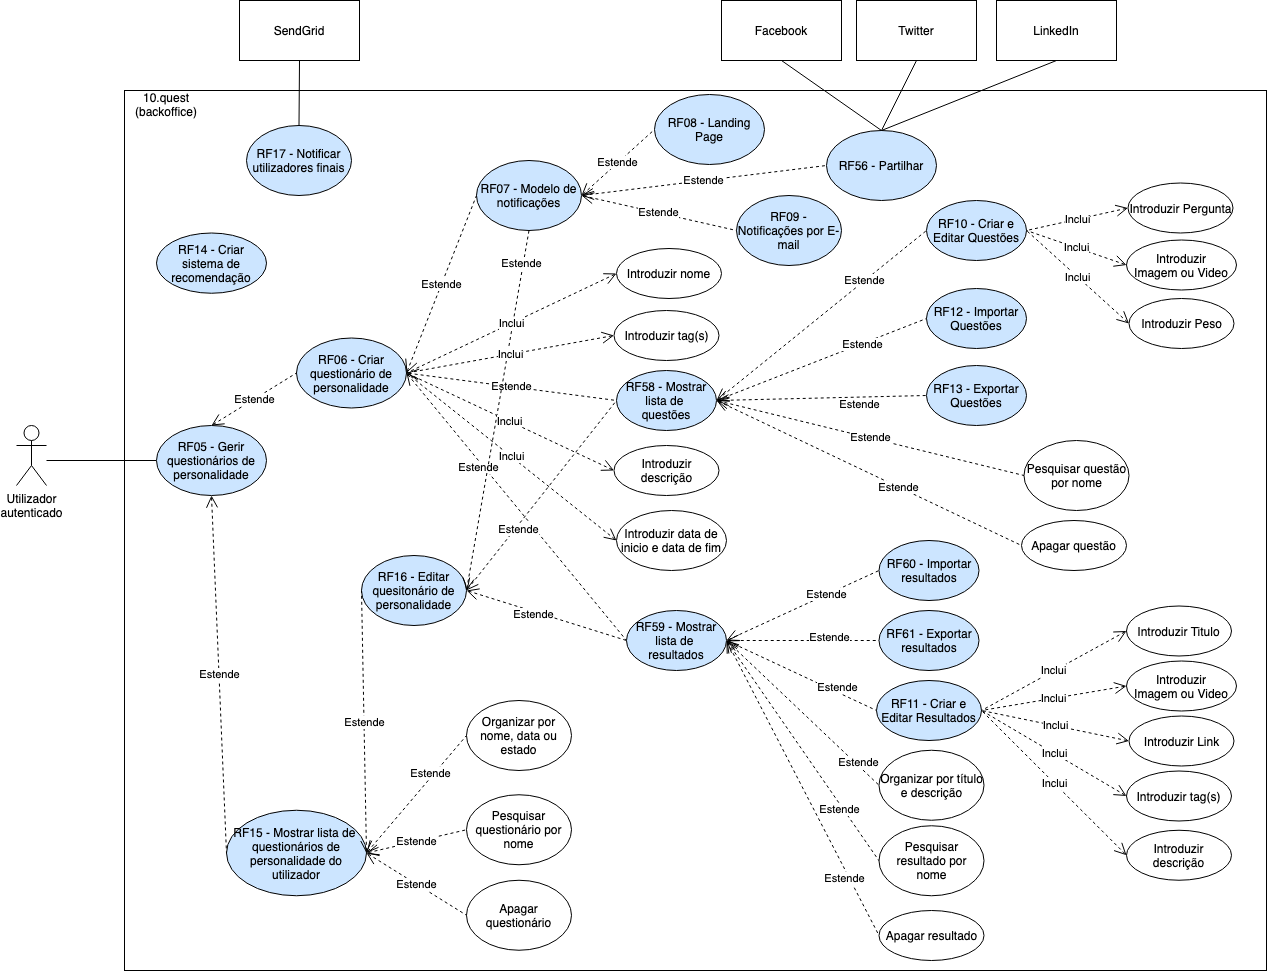 SendGrid
Facebook
Twitter
LinkedIn
10.quest
(backoffice)
RF17 - Notificar
utilizadores finais
RF08 - Landing
Page
RF56 - Partilhar
RF07 - Modelo de
notificações
RF09 -
Notificações por E-
mail
Estende
Estende
Estende
RF10 - Criar e
Editar Questões
Introduzir Pergunta
Introduzir
Imagem ou Video
Introduzir Peso
Inclui
Inclui
Inclui
RF14 - Criar
sistema de
recomendação
Estende
Estende
Introduzir nome
Estende
Inclui
Introduzir tag(s)
Inclui
RF12 - Importar
Questões
Estende
RF06 - Criar
questionário de
personalidade
Estende
RF58 - Mostrar
lista de
questões
Estende
RF13 - Exportar
Questões
Estende
Estende
Inclui
Estende
RF05 - Gerir
questionários de
personalidade
Utilizador
autenticado
Inclui
Estende
Introduzir
descrição
Pesquisar questão
por nome
Estende
Estende
Introduzir data de
inicio e data de fim
Apagar questão
RF16 - Editar
quesitonário de
personalidade
RF60 - Importar
resultados
Estende
Estende
RF59 - Mostrar
lista de
resultados
Estende
RF61 - Exportar
resultados
Introduzir Titulo
Estende
Estende
RF11 - Criar e
Editar Resultados
Inclui
Introduzir
Imagem ou Video
Inclui
Inclui
Introduzir Link
Inclui
Introduzir tag(s)
Inclui
Introduzir
descrição
Estende
Organizar por
nome, data ou
estado
Estende
Estende
Organizar por título
e descrição
Estende
Pesquisar
resultado por
nome
Estende
Apagar resultado
RF15 - Mostrar lista de
questionários de
personalidade do
utilizador
Pesquisar
questionário por
nome
Estende
Estende
Apagar
questionário